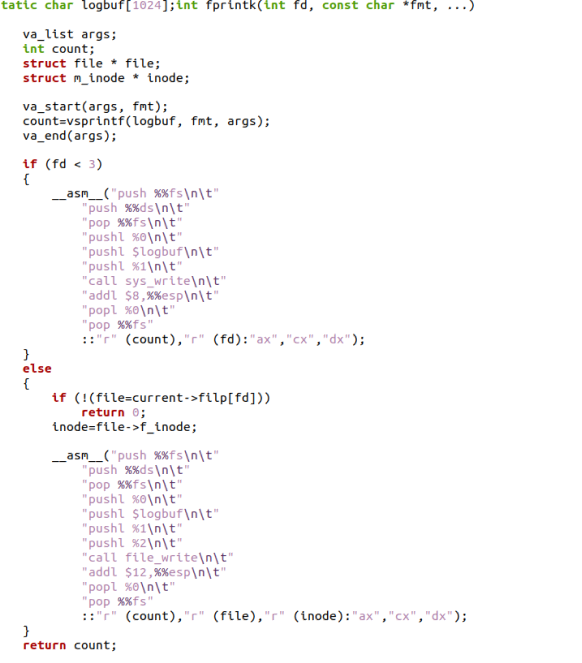 tatic char logbuf[1024];int fprintk(int fd, const char *fmt, ...)
va_list args;
int count;
struct file * file;
struct m_inode * inode;
va_start(args, fmt);
count=vsprintf(logbuf, fmt, args);
va_end(args);
if (fd < 3)
{
__asm__("push %%fs\n\t"
"push %%ds\n\t"
"pop %%fs\n\t"
"pushl %0\n\t"
"pushl $logbuf\n\t"
"pushl %1\n\t"
"call sys_write\n\t"
"addl $8,%%esp\n\t"
"popl %0\n\t"
"pop %%fs"
::"r" (count),"r" (fd):"ax","cx","dx");
}
else
{
if (!(file=current->filp[fd]))
return 0;
inode=file->f_inode;
__asm__("push %%fs\n\t"
"push %%ds\n\t"
"pop %%fs\n\t"
"pushl %0\n\t"
"pushl $logbuf\n\t"
"pushl %1\n\t"
"pushl %2\n\t"
"call file_write\n\t"
"addl $12,%%esp\n\t"
"popl %0\n\t"
"pop %%fs"
::"r" (count),"r" (file),"r" (inode):"ax","cx","dx");
}
return count;